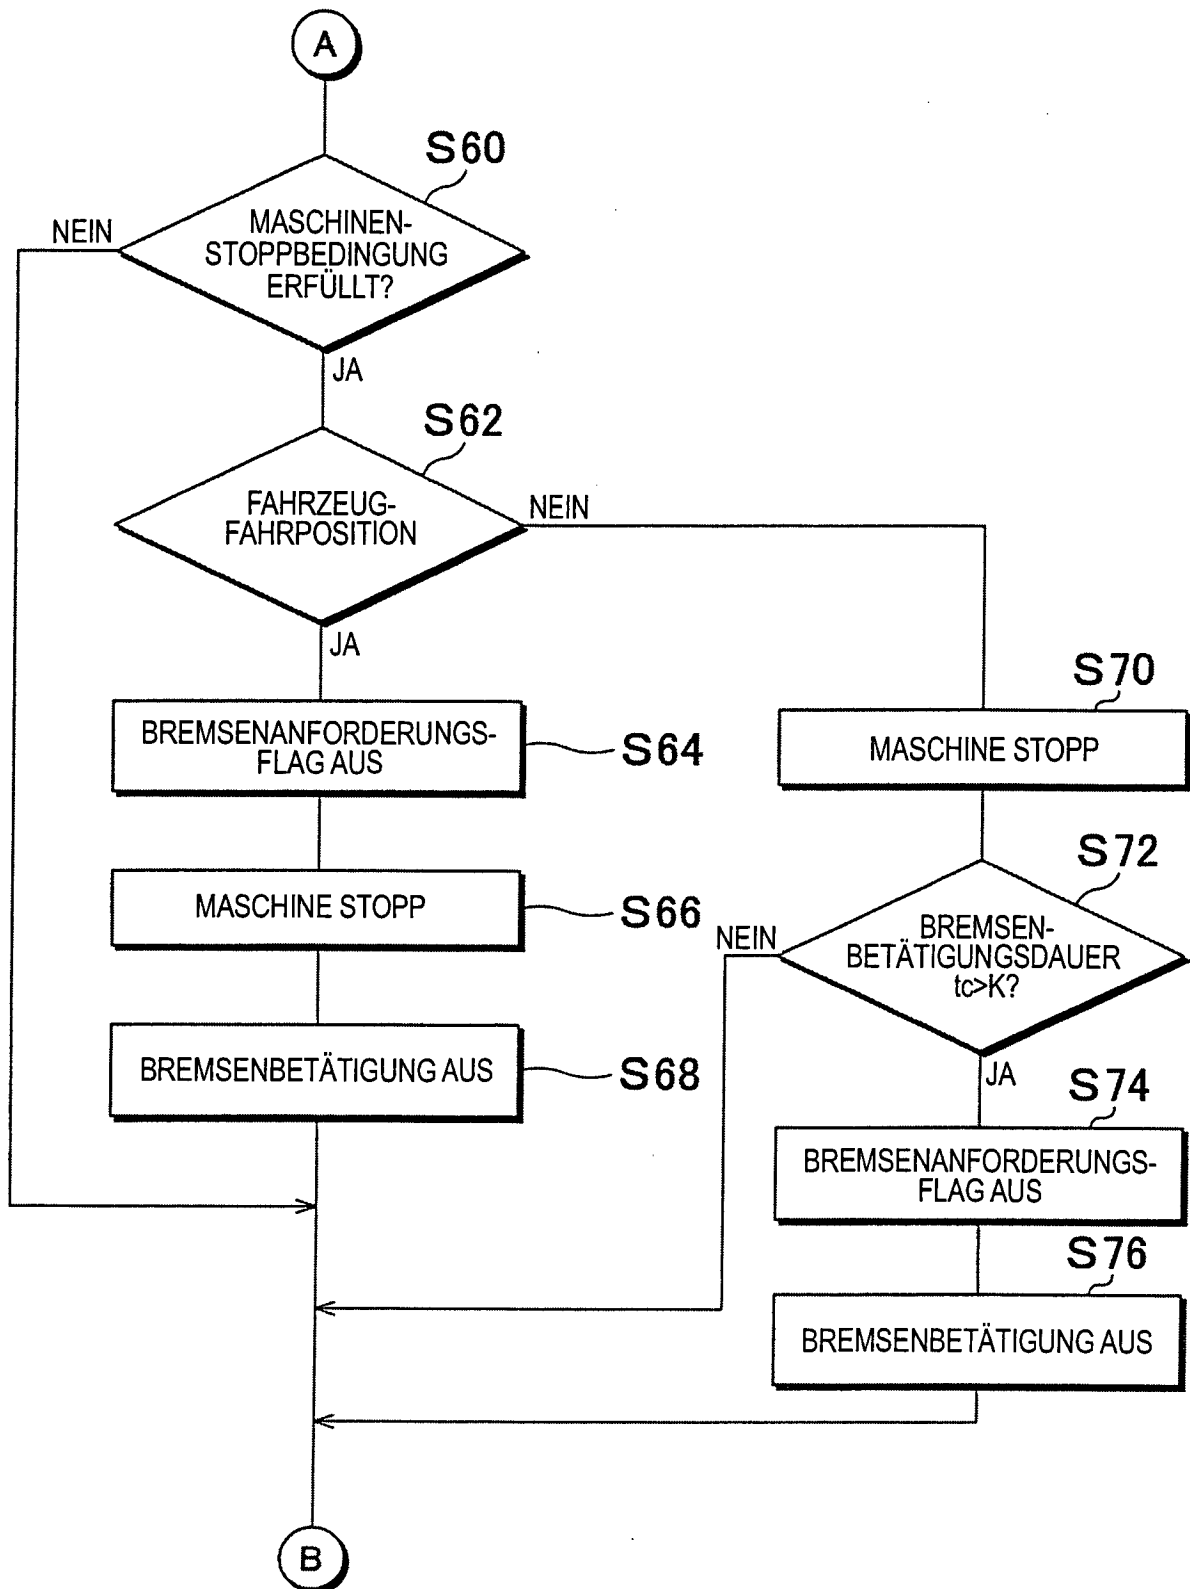 A
S60
MASCHINEN-
STOPPBEDINGUNG
ERFÜLLT?
NEIN
JA
S62
FAHRZEUG-
FAHRPOSITION
NEIN
JA
BREMSENANFORDERUNGS-
FLAG AUS
S64
MASCHINE STOPP
S66
BREMSENBETÄTIGUNG AUS
S68
S70
MASCHINE STOPP
S72
BREMSEN-
BETÄTIGUNGSDAUER
tc>K?
NEIN
JA
S74
BREMSENANFORDERUNGS-
FLAG AUS
S76
BREMSENBETÄTIGUNG AUS
B